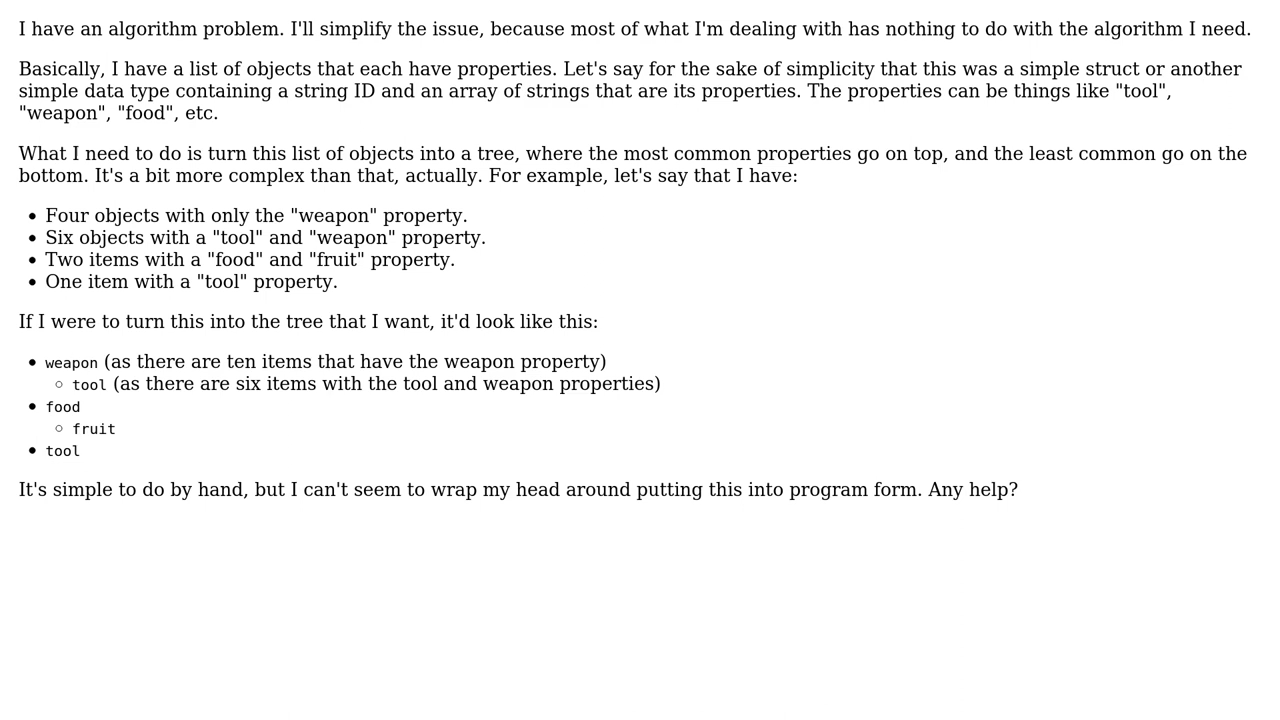 I have an algorithm problem. I'll simplify the issue, because most of what I'm dealing with has nothing to do with the algorithm I need.
Basically, I have a list of objects that each have properties. Let's say for the sake of simplicity that this was a simple struct or another
simple data type containing a string ID and an array of strings that are its properties. The properties can be things like "tool",
"weapon", "food", etc.
What I need to do is turn this list of objects into a tree, where the most common properties go on top, and the least common go on the
bottom. It's a bit more complex than that, actually. For example, let's say that I have:
• Four objects with only the "weapon" property.
• Six objects with a "tool" and "weapon" property.
• Two items with a "food" and "fruit" property.
• One item with a "tool" property.
If I were to turn this into the tree that I want, it'd look like this:
• weapon (as there are ten items that have the weapon property)
◦ tool (as there are six items with the tool and weapon properties)
• food
◦ fruit
• tool
It's simple to do by hand, but I can't seem to wrap my head around putting this into program form. Any help?